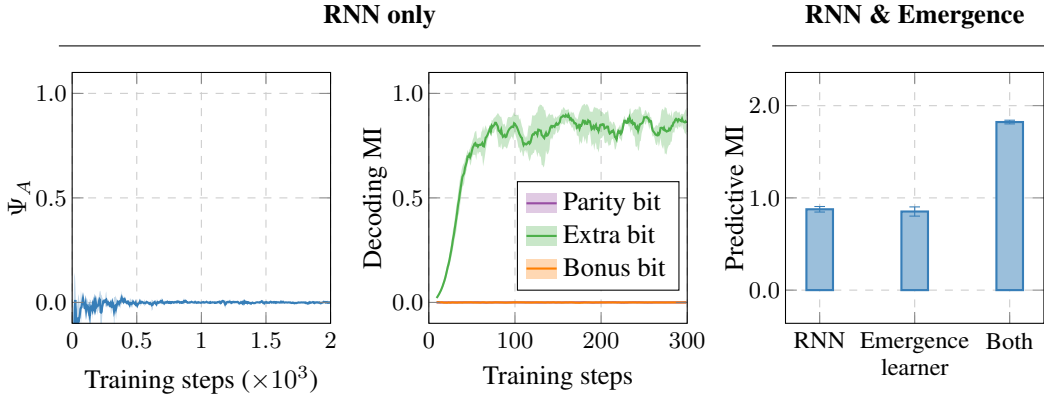 RNN only
RNN & Emergence
Ψ_A
1.0
0.5
0.0
0 0.5 1 1.5 2
Training steps (×10³)
Decoding MI
1.0
0.5
0.0
Parity bit
Extra bit
Bonus bit
0 100 200 300
Training steps
Predictive MI
2.0
1.0
0.0
RNN Emergence learner Both